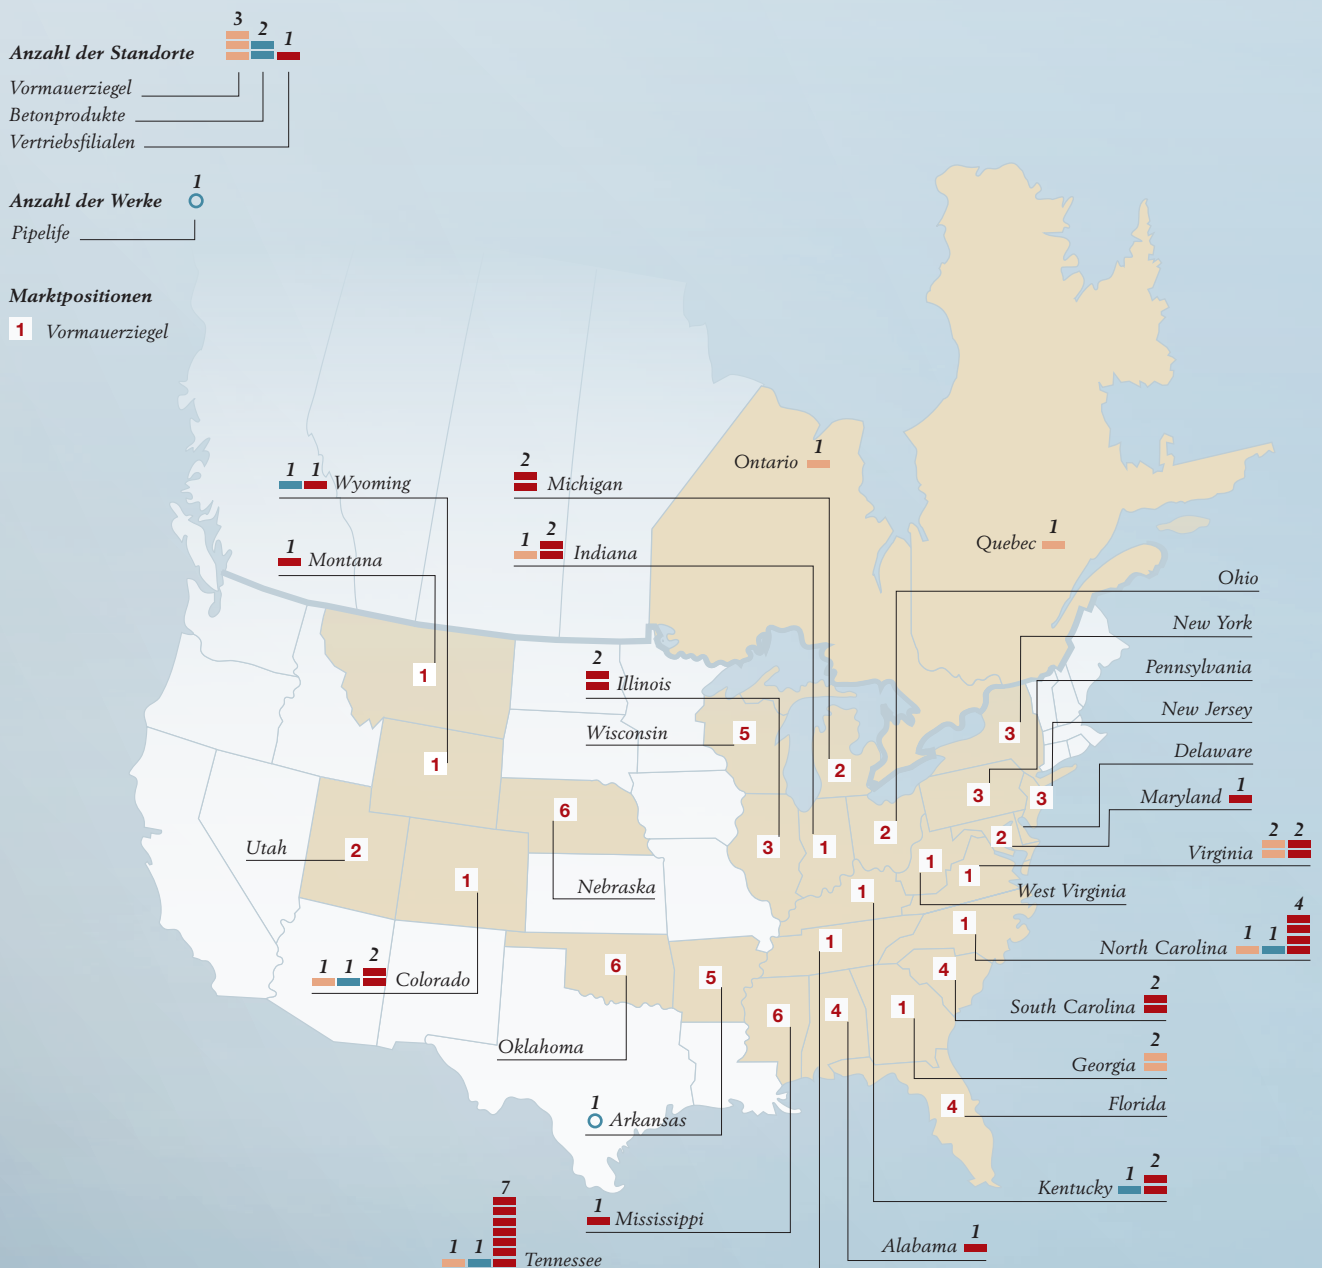 3
2
1
Anzahl der Standorte
Vormauerziegel
Betonprodukte
Vertriebsfilialen
1
Anzahl der Werke
Pipelife
Marktpositionen
1 Vormauerziegel
1 1 Wyoming
2 Michigan
Ontario 1
1 Montana
1 2 Indiana
Quebec 1
Ohio
New York
Pennsylvania
New Jersey
Delaware
Maryland 1
Virginia 2 2
West Virginia
North Carolina 1 1 4
South Carolina 2
Georgia 2
Florida
Kentucky 1 2
Alabama 1
2 Illinois
Wisconsin
Utah
Nebraska
1 1 2 Colorado
Oklahoma
1 Arkansas
1 Mississippi
1 1 7 Tennessee
1
1
5
3
2
6
3
3
2
3
1
2
2
1
1
1
1
1
1
6
5
4
6
4
1
4